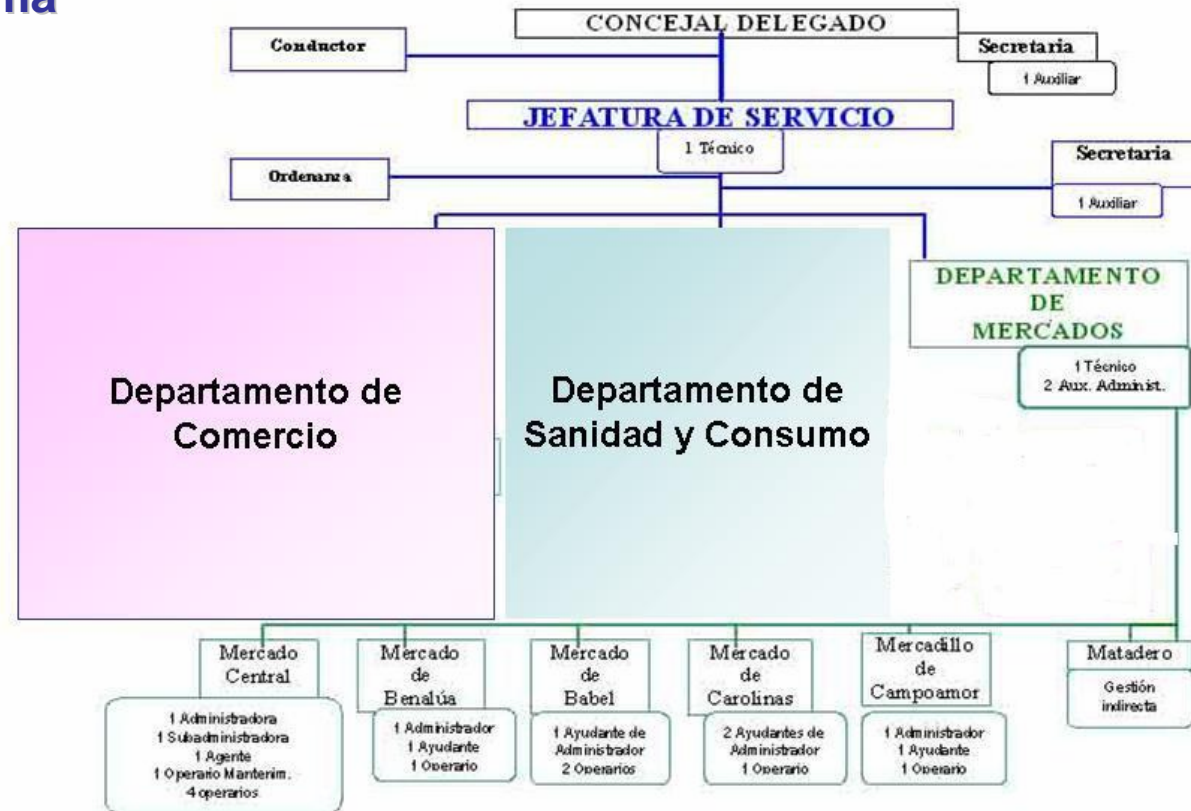 CONCEJAL DELEGADO
Conductor
Secretaria
1 Auxiliar
JEFATURA DE SERVICIO
1 Técnico
Ordenanza
Secretaria
1 Auxiliar
Departamento de
Comercio
Departamento de
Sanidad y Consumo
DEPARTAMENTO
DE
MERCADOS
1 Técnico
2 Aux. Administ.
Mercado
Central
1 Administradora
1 Subadministradora
1 Agente
1 Operario Mantenim.
4 operarios
Mercado
de
Benalúa
1 Administrador
1 Ayudante
1 Operario
Mercado
de
Babel
1 Ayudante de
Administrador
2 Operarios
Mercado
de
Carolinas
2 Ayudantes de
Administrador
1 Operario
Mercadillo
de
Campoamor
1 Administrador
1 Ayudante
1 Operario
Matadero
Gestión
indirecta